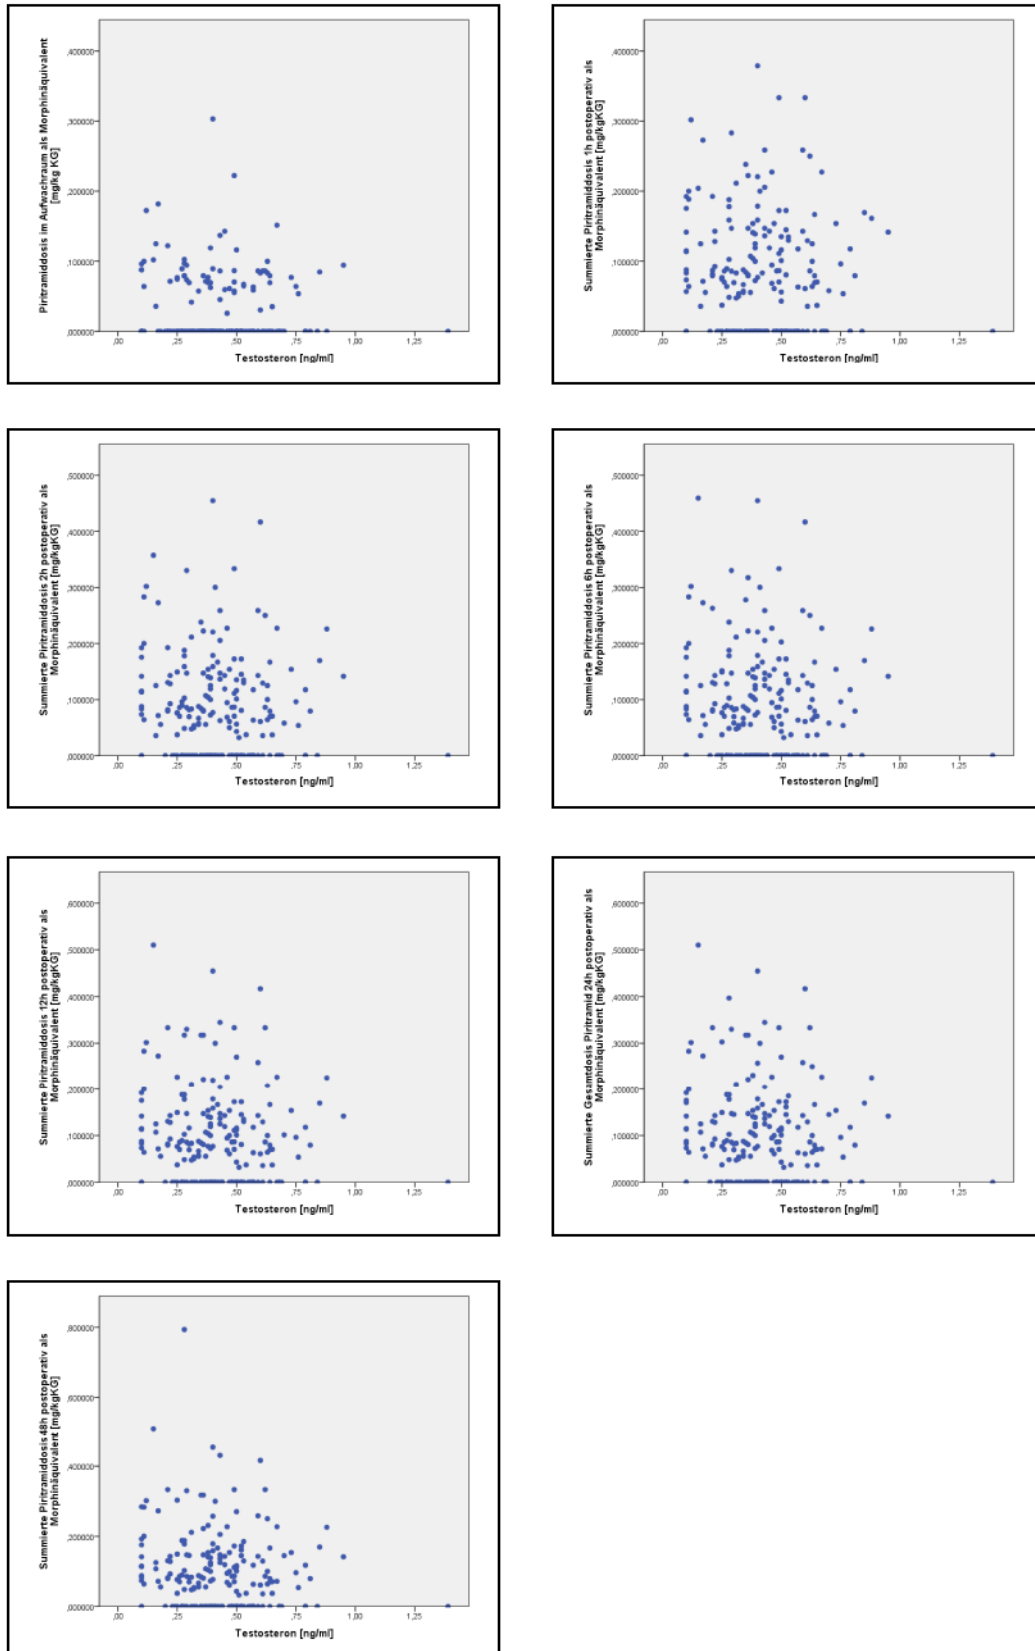 Piritramiddosis im Aufwachraum als Morphinäquivalent
[mg/kg KG]
,400000
,300000
,200000
,100000
,000000
,00 ,25 ,50 ,75 1,00 1,25
Testosteron [ng/ml]
Summierte Piritramiddosis 1h postoperativ als
Morphinäquivalent [mg/kgKG]
,400000
,300000
,200000
,100000
,000000
,00 ,25 ,50 ,75 1,00 1,25
Testosteron [ng/ml]
Summierte Piritramiddosis 2h postoperativ als
Morphinäquivalent [mg/kgKG]
,500000
,400000
,300000
,200000
,100000
,000000
,00 ,25 ,50 ,75 1,00 1,25
Testosteron [ng/ml]
Summierte Piritramiddosis 6h postoperativ als
Morphinäquivalent [mg/kgKG]
,500000
,400000
,300000
,200000
,100000
,000000
,00 ,25 ,50 ,75 1,00 1,25
Testosteron [ng/ml]
Summierte Piritramiddosis 12h postoperativ als
Morphinäquivalent [mg/kgKG]
,600000
,500000
,400000
,300000
,200000
,100000
,000000
,00 ,25 ,50 ,75 1,00 1,25
Testosteron [ng/ml]
Summierte Gesamtdosis Piritramid 24h postoperativ als
Morphinäquivalent [mg/kgKG]
,600000
,500000
,400000
,300000
,200000
,100000
,000000
,00 ,25 ,50 ,75 1,00 1,25
Testosteron [ng/ml]
Summierte Piritramiddosis 48h postoperativ als
Morphinäquivalent [mg/kgKG]
,800000
,600000
,400000
,200000
,000000
,00 ,25 ,50 ,75 1,00 1,25
Testosteron [ng/ml]